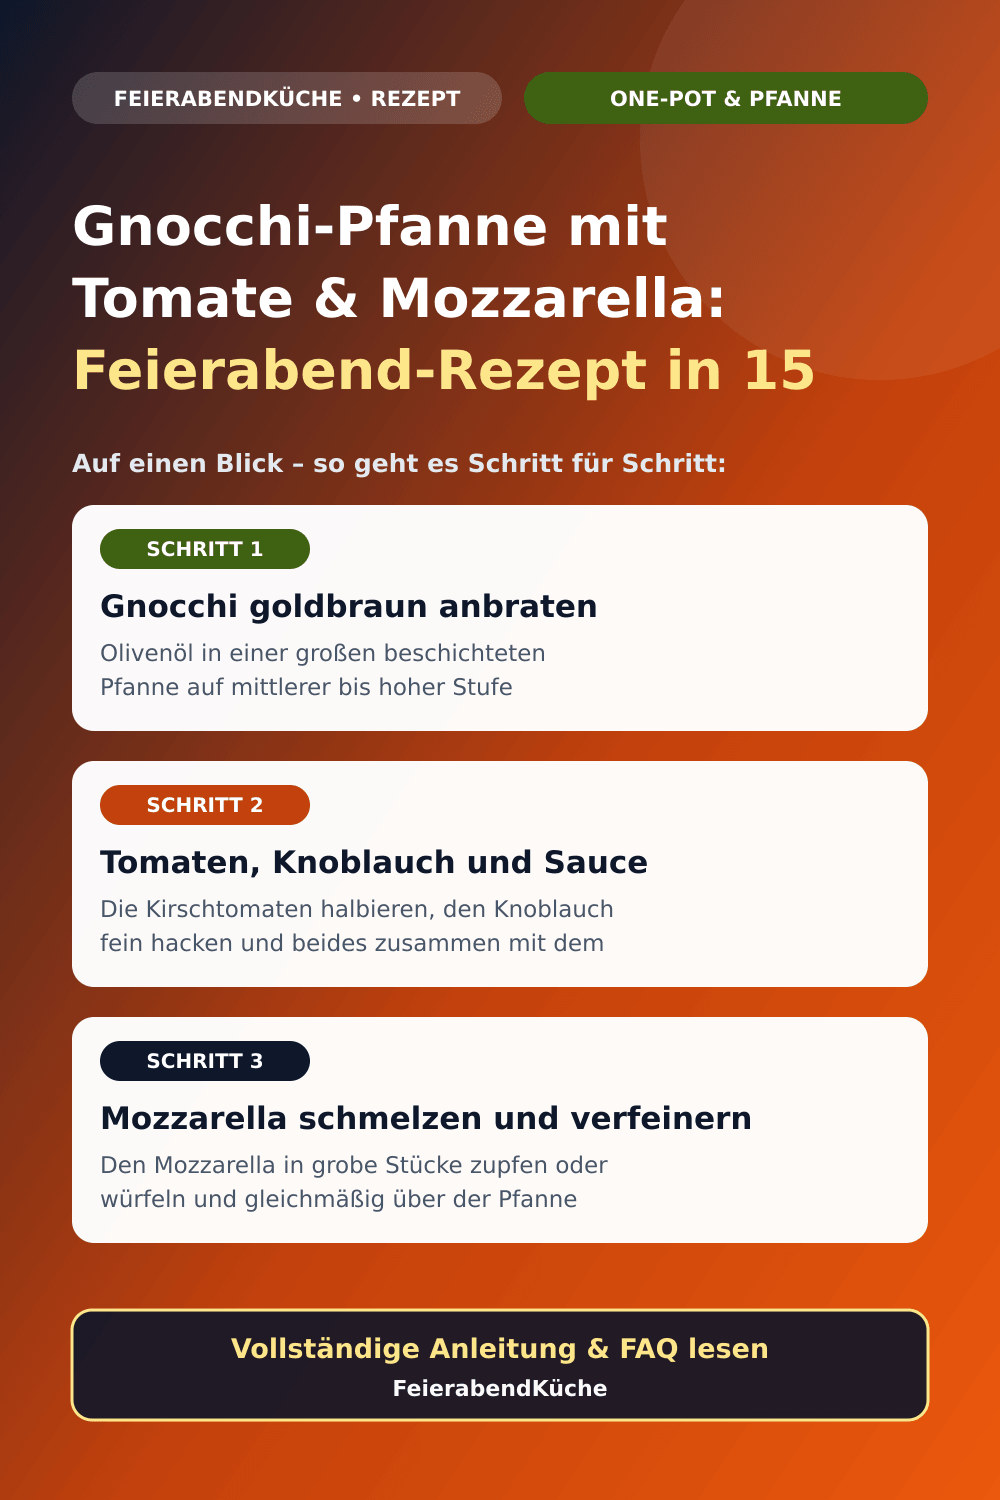 FEIERABENDKÜCHE • REZEPT
ONE-POT & PFANNE
Gnocchi-Pfanne mit
Tomate & Mozzarella:
Feierabend-Rezept in 15
Auf einen Blick – so geht es Schritt für Schritt:
SCHRITT 1
Gnocchi goldbraun anbraten
Olivenöl in einer großen beschichteten
Pfanne auf mittlerer bis hoher Stufe
SCHRITT 2
Tomaten, Knoblauch und Sauce
Die Kirschtomaten halbieren, den Knoblauch
fein hacken und beides zusammen mit dem
SCHRITT 3
Mozzarella schmelzen und verfeinern
Den Mozzarella in grobe Stücke zupfen oder
würfeln und gleichmäßig über der Pfanne
Vollständige Anleitung & FAQ lesen
FeierabendKüche